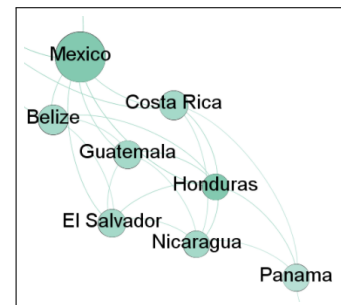 Mexico
Costa Rica
Belize
Guatemala
Honduras
El Salvador
Nicaragua
Panama